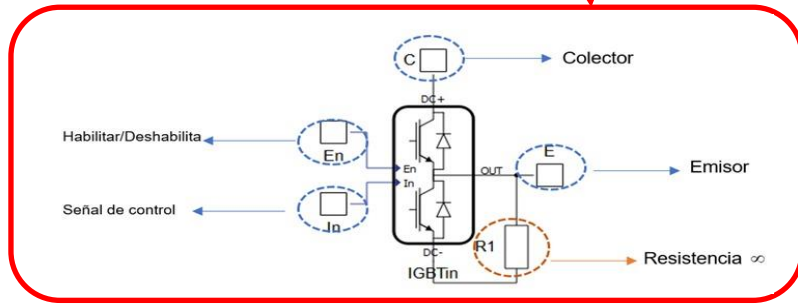 C
Colector
DC+
Habilitar/Deshabilita
En
En
E
OUT
Emisor
In
Señal de control
In
R1
DC-
IGBTin
Resistencia ∞